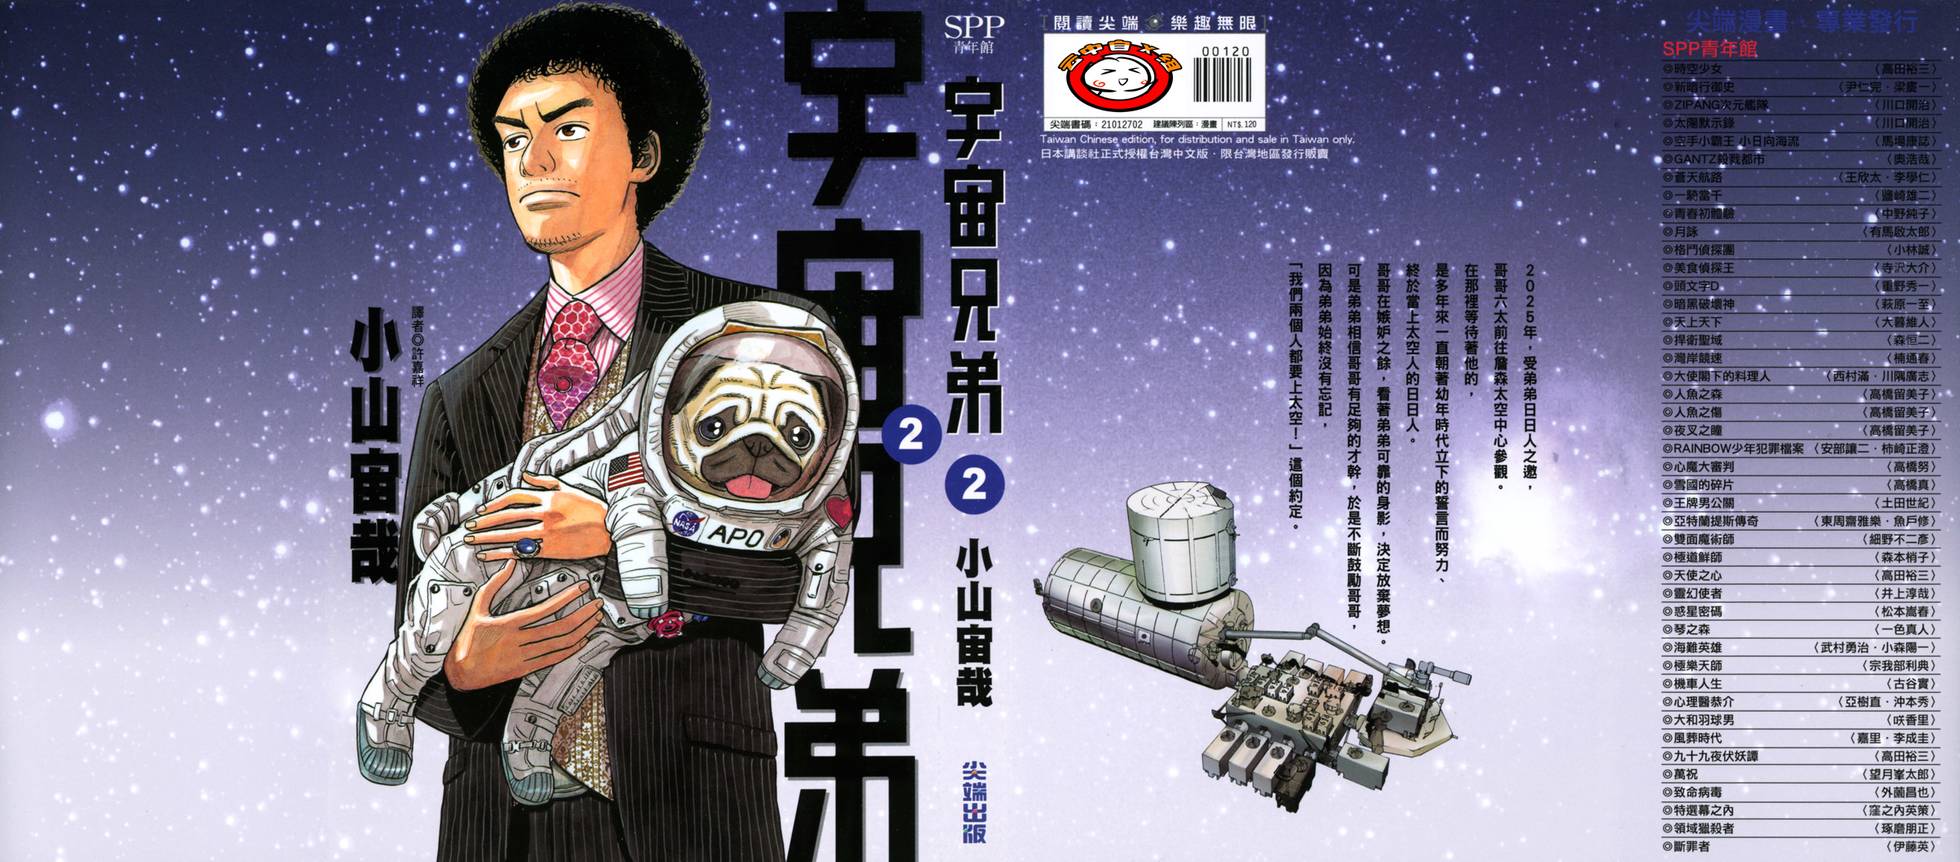 宇宙兄弟
2
小山宙哉
譯者◎許嘉祥
NASA
APO
SPP
青年館
宇宙兄弟
2
小山宙哉
尖端出版
［閱讀尖端 樂趣無限］
云中自X組
00120
尖端書碼：21012702 建議陳列區：漫畫 NT$.120
Taiwan Chinese edition, for distribution and sale in Taiwan only.
日本講談社正式授權台灣中文版．限台灣地區發行販賣
2025年，受弟弟日日人之邀，
哥哥六太前往詹森太空中心參觀。
在那裡等待著他的，
是多年來一直朝著幼年時代立下的誓言而努力、
終於當上太空人的日日人。
哥哥在嫉妒之餘，看著弟弟可靠的身影，決定放棄夢想。
可是弟弟相信哥哥有足夠的才幹，於是不斷鼓勵哥哥，
因為弟弟始終沒有忘記，
「我們兩個人都要上太空！」這個約定。
尖端漫畫．專業發行
SPP青年館
◎時空少女〈高田裕三〉
◎新暗行御史〈尹仁完．梁慶一〉
◎ZIPANG次元艦隊〈川口開治〉
◎太陽默示錄〈川口開治〉
◎空手小霸王 小日向海流〈馬場康誌〉
◎GANTZ殺戮都市〈奧浩哉〉
◎蒼天航路〈王欣太．李學仁〉
◎一騎當千〈鹽崎雄二〉
◎青春初體驗〈中野純子〉
◎月詠〈有馬啟太郎〉
◎格鬥偵探團〈小林誠〉
◎美食偵探王〈寺沢大介〉
◎頭文字D〈重野秀一〉
◎暗黑破壞神〈萩原一至〉
◎天上天下〈大暮維人〉
◎捍衛聖域〈森恒二〉
◎灣岸競速〈楠通春〉
◎大使閣下的料理人〈西村滿．川隅廣志〉
◎人魚之森〈高橋留美子〉
◎人魚之傷〈高橋留美子〉
◎夜叉之瞳〈高橋留美子〉
◎RAINBOW少年犯罪檔案〈安部讓二．柿崎正澄〉
◎心魔大審判〈高橋努〉
◎雪國的碎片〈高橋真〉
◎王牌男公關〈土田世紀〉
◎亞特蘭提斯傳奇〈東周齋雅樂．魚戶修〉
◎雙面魔術師〈細野不二彥〉
◎極道鮮師〈森本梢子〉
◎天使之心〈高田裕三〉
◎靈幻使者〈井上淳哉〉
◎惑星密碼〈松本嵩春〉
◎琴之森〈一色真人〉
◎海難英雄〈武村勇治．小森陽一〉
◎極樂天師〈宗我部利典〉
◎機車人生〈古谷實〉
◎心理醫恭介〈亞樹直．沖本秀〉
◎大和羽球男〈咲香里〉
◎風葬時代〈嘉里．李成圭〉
◎九十九夜伏妖譚〈高田裕三〉
◎萬祝〈望月峯太郎〉
◎致命病毒〈外薗昌也〉
◎特選幕之內〈窪之內英策〉
◎領域獵殺者〈琢磨朋正〉
◎斷罪者〈伊藤英〉